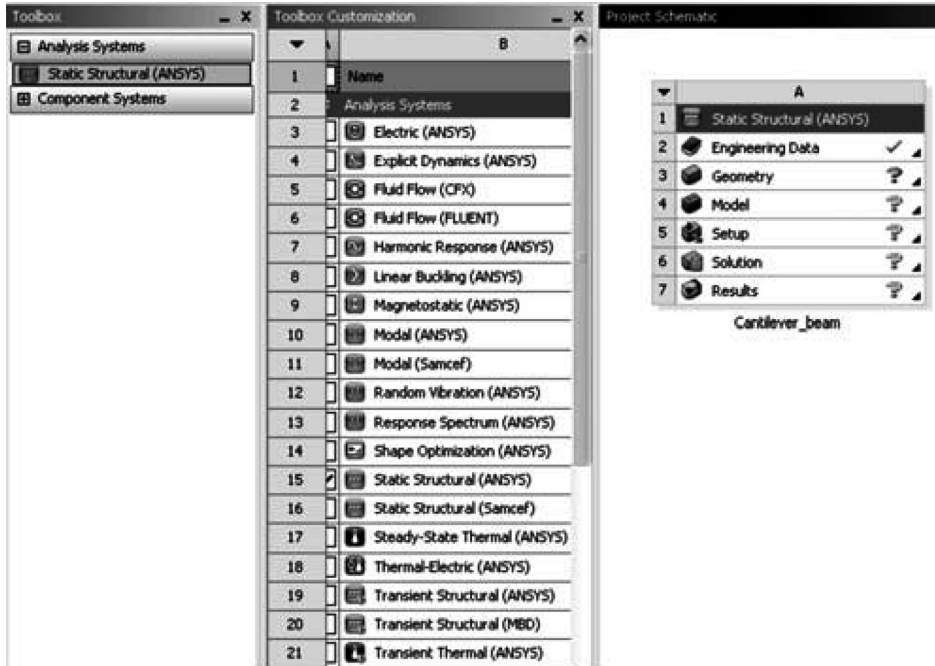 Toolbox
Analysis Systems
Static Structural (ANSYS)
Component Systems
Toolbox Customization
B
1 Name
2 Analysis Systems
3 Electric (ANSYS)
4 Explicit Dynamics (ANSYS)
5 Fluid Flow (CFX)
6 Fluid Flow (FLUENT)
7 Harmonic Response (ANSYS)
8 Linear Buckling (ANSYS)
9 Magnetostatic (ANSYS)
10 Modal (ANSYS)
11 Modal (Samcef)
12 Random Vibration (ANSYS)
13 Response Spectrum (ANSYS)
14 Shape Optimization (ANSYS)
15 Static Structural (ANSYS)
16 Static Structural (Samcef)
17 Steady-State Thermal (ANSYS)
18 Thermal-Electric (ANSYS)
19 Transient Structural (ANSYS)
20 Transient Structural (MBD)
21 Transient Thermal (ANSYS)
Project Schematic
A
1 Static Structural (ANSYS)
2 Engineering Data
3 Geometry ?
4 Model ?
5 Setup ?
6 Solution ?
7 Results ?
Cantilever_beam